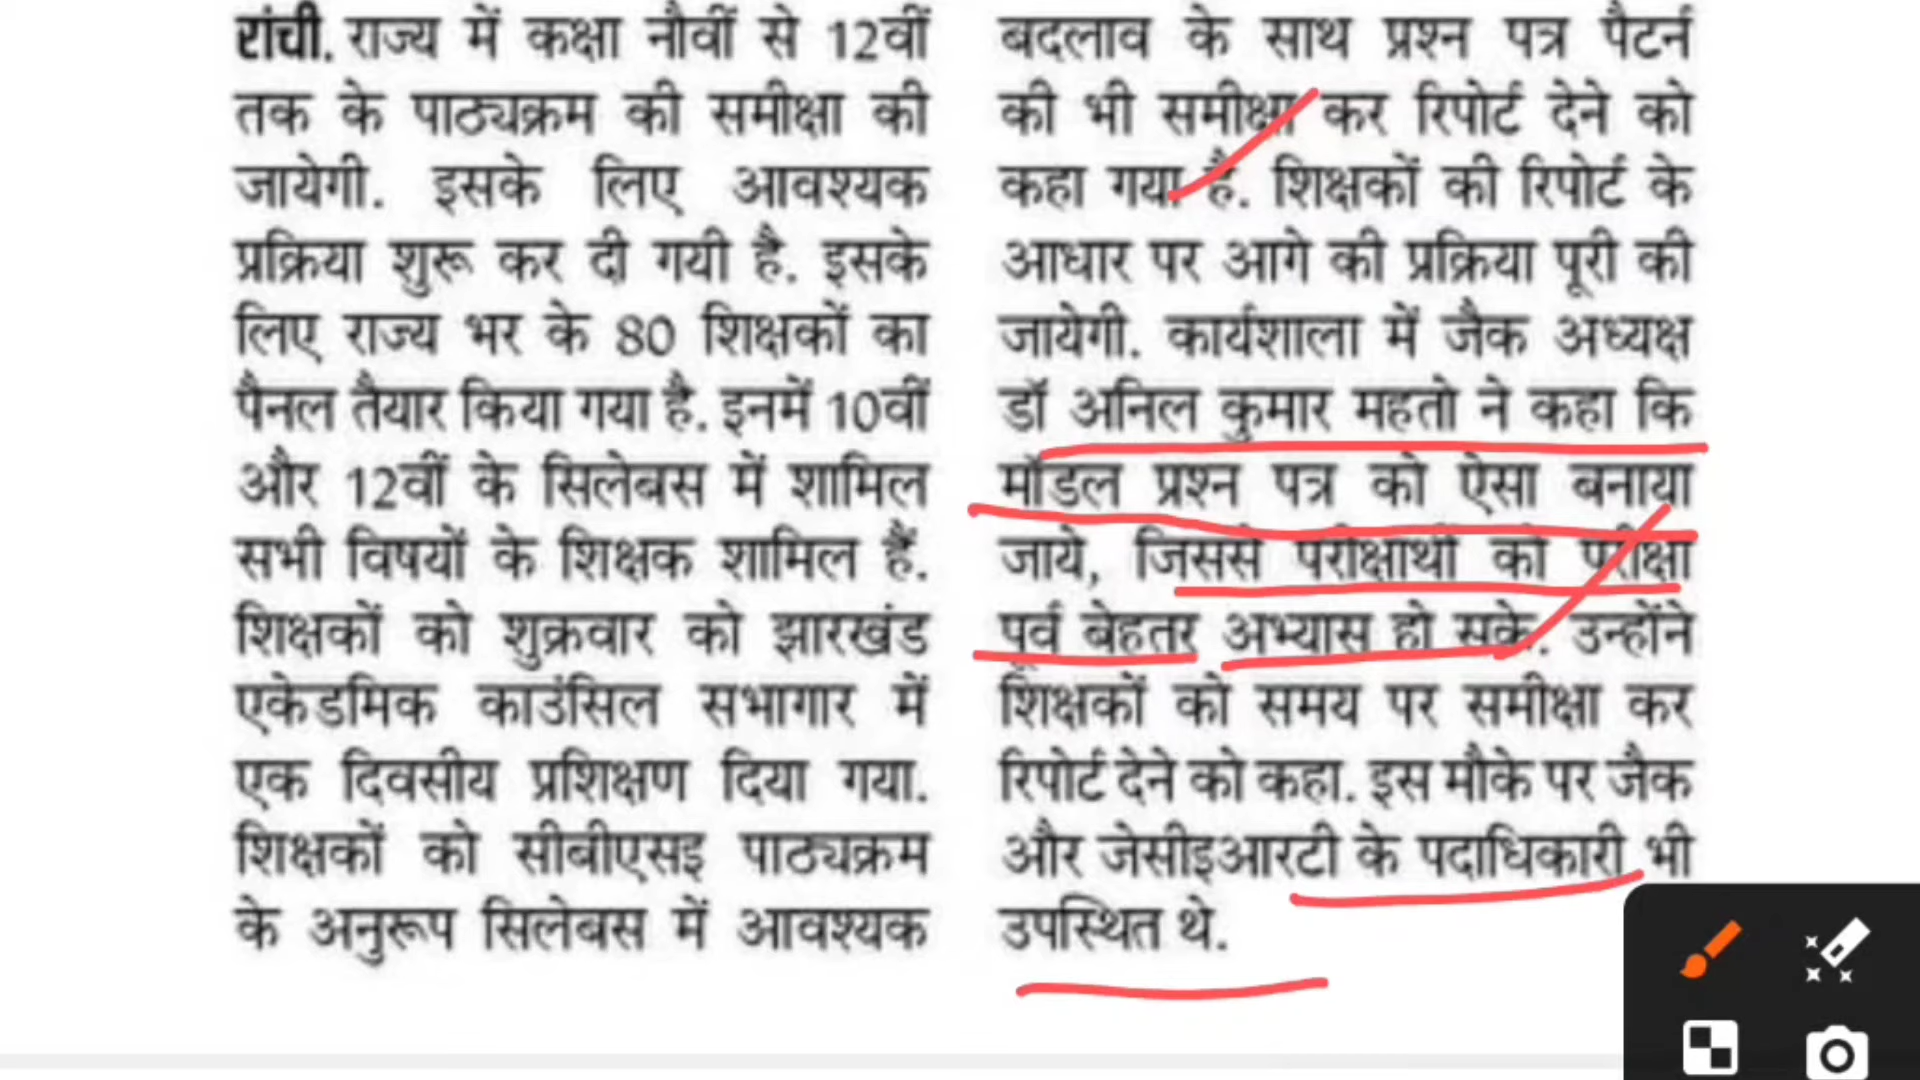 रांची. राज्य में कक्षा नौवीं से 12वीं
तक के पाठ्यक्रम की समीक्षा की
जायेगी. इसके लिए आवश्यक
प्रक्रिया शुरू कर दी गयी है. इसके
लिए राज्य भर के 80 शिक्षकों का
पैनल तैयार किया गया है. इनमें 10वीं
और 12वीं के सिलेबस में शामिल
सभी विषयों के शिक्षक शामिल हैं.
शिक्षकों को शुक्रवार को झारखंड
एकेडमिक काउंसिल सभागार में
एक दिवसीय प्रशिक्षण दिया गया.
शिक्षकों को सीबीएसइ पाठ्यक्रम
के अनुरूप सिलेबस में आवश्यक
बदलाव के साथ प्रश्न पत्र पैटर्न
की भी समीक्षा कर रिपोर्ट देने को
कहा गया है. शिक्षकों की रिपोर्ट के
आधार पर आगे की प्रक्रिया पूरी की
जायेगी. कार्यशाला में जैक अध्यक्ष
डॉ अनिल कुमार महतो ने कहा कि
मॉडल प्रश्न पत्र को ऐसा बनाया
जाये, जिससे परीक्षार्थी को परीक्षा
पूर्व बेहतर अभ्यास हो सके. उन्होंने
शिक्षकों को समय पर समीक्षा कर
रिपोर्ट देने को कहा. इस मौके पर जैक
और जेसीइआरटी के पदाधिकारी भी
उपस्थित थे.